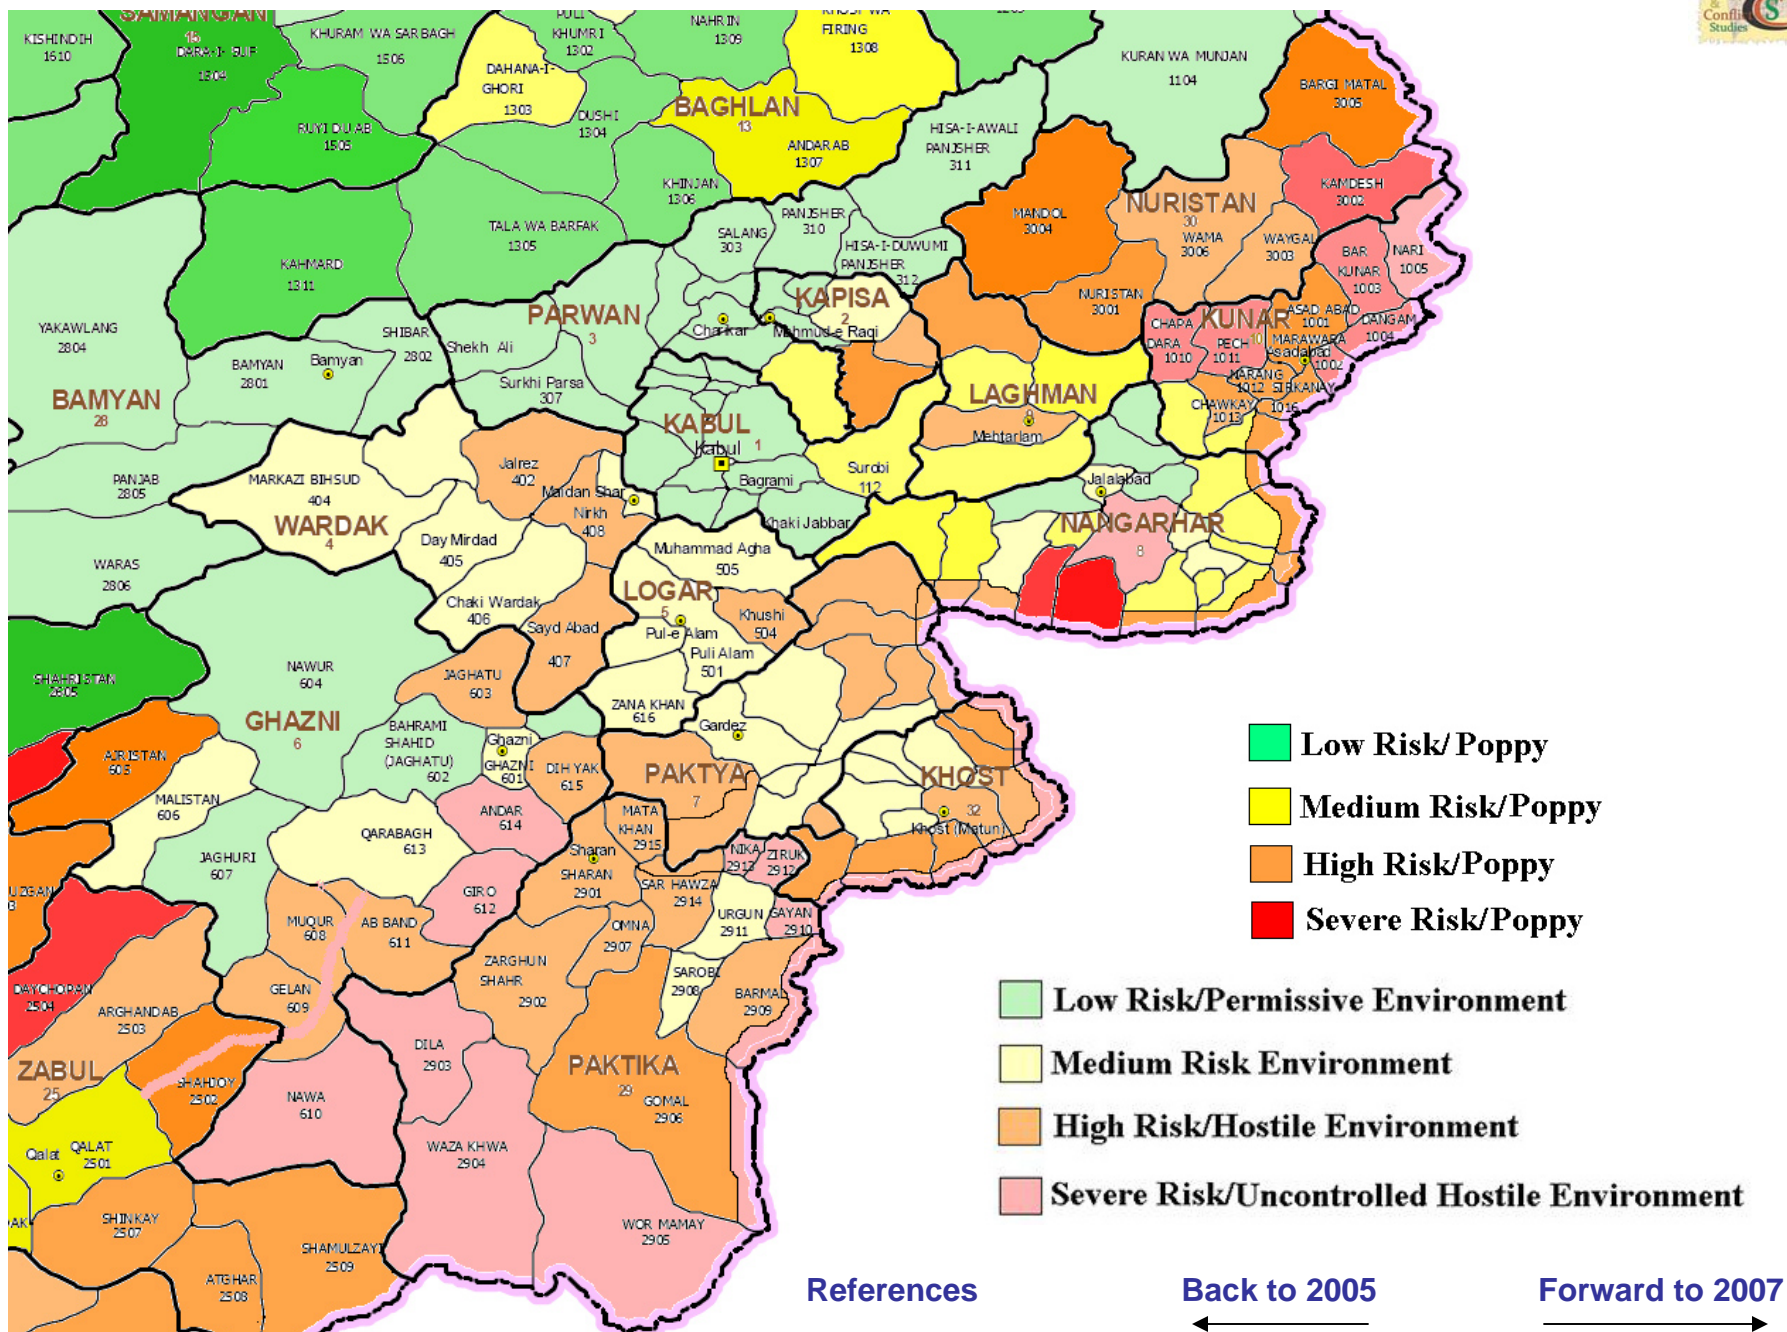 SAMANGAN
15
KISHINDIH
1610
DARA-I- SUF
1304
KHURAM WA SARBAGH
1506
PULI
KHUMRI
1302
NAHRIN
1309
FIRING
1308
KURAN WA MUNJAN
1104
& Conflict
Studies
CS
DAHANA-I-
GHORI
1303
BAGHLAN
13
RUYI DU AB
1505
DUSHI
1304
ANDARAB
1307
HISA-I-AWALI
PANJSHER
311
BARGI MATAL
3005
KHINJAN
1306
TALA WA BARFAK
1305
SALANG
303
PANJSHER
310
HISA-I-DUWUMI
PANJSHER
312
MANDOL
3004
NURISTAN
30
WAMA
3006
WAYGAL
3003
KAMDESH
3002
BAR
KUNAR
1003
NARI
1005
KAHMARD
1311
YAKAWLANG
2804
SHIBAR
2802
BAMYAN
2801
Bamyan
BAMYAN
28
PARWAN
3
Shekh Ali
Surkhi Parsa
307
Charikar
KAPISA
2
Mahmud-e Raqi
NURISTAN
3001
CHAPA
DARA
1010
KUNAR
10
PECH
1011
ASAD ABAD
1001
MARAWARA
1002
Asadabad
DANGAM
1004
NARANG
1012
SIRKANAY
1016
CHAWKAY
1013
LAGHMAN
9
Mehtarlam
KABUL
1
Kabul
Bagrami
Khaki Jabbar
Surobi
112
Jalalabad
NANGARHAR
8
PANJAB
2805
WARAS
2806
MARKAZI BIHSUD
404
WARDAK
4
Jalrez
402
Maidan Shar
Nirkh
408
Day Mirdad
405
Chaki Wardak
406
Sayd Abad
407
Muhammad Agha
505
LOGAR
5
Khushi
504
Pul-e Alam
Puli Alam
501
SHAHRISTAN
2605
NAWUR
604
GHAZNI
6
JAGHATU
603
BAHRAMI
SHAHID
(JAGHATU)
602
Ghazni
GHAZNI
601
DIH YAK
615
ZANA KHAN
616
Gardez
PAKTYA
7
KHOST
32
Khost (Matun)
AJRISTAN
605
MALISTAN
606
JAGHURI
607
QARABAGH
613
ANDAR
614
GIRO
612
MUQUR
608
AB BAND
611
GELAN
609
MATA
KHAN
2915
Sharan
SHARAN
2901
SAR HAWZA
2914
NIKA
2913
ZIRUK
2912
URGUN
2911
GAYAN
2910
OMNA
2907
ZARGHUN
SHAHR
2902
SAROBI
2908
BARMAL
2909
UZGAN
3
DAYCHOPAN
2504
ARGHANDAB
2503
ZABUL
25
SHAHJOY
2502
NAWA
610
DILA
2903
PAKTIKA
29
GOMAL
2906
Qalat
QALAT
2501
WAZA KHWA
2904
WOR MAMAY
2905
AK
SHINKAY
2507
SHAMULZAYI
2509
ATGHAR
2508
Low Risk/Poppy
Medium Risk/Poppy
High Risk/Poppy
Severe Risk/Poppy
Low Risk/Permissive Environment
Medium Risk Environment
High Risk/Hostile Environment
Severe Risk/Uncontrolled Hostile Environment
References
Back to 2005
Forward to 2007